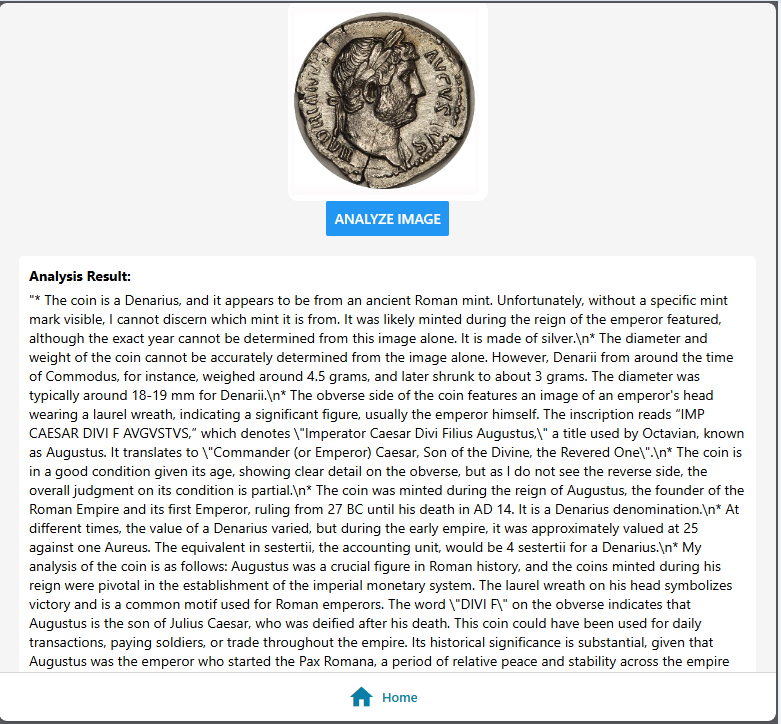 HADRIANVS AVGVSTVS
ANALYZE IMAGE
Analysis Result:
"* The coin is a Denarius, and it appears to be from an ancient Roman mint. Unfortunately, without a specific mint
mark visible, I cannot discern which mint it is from. It was likely minted during the reign of the emperor featured,
although the exact year cannot be determined from this image alone. It is made of silver.\n* The diameter and
weight of the coin cannot be accurately determined from the image alone. However, Denarii from around the time
of Commodus, for instance, weighed around 4.5 grams, and later shrunk to about 3 grams. The diameter was
typically around 18-19 mm for Denarii.\n* The obverse side of the coin features an image of an emperor's head
wearing a laurel wreath, indicating a significant figure, usually the emperor himself. The inscription reads “IMP
CAESAR DIVI F AVGVSTVS,” which denotes \"Imperator Caesar Divi Filius Augustus,\" a title used by Octavian, known
as Augustus. It translates to \"Commander (or Emperor) Caesar, Son of the Divine, the Revered One\".\n* The coin is
in a good condition given its age, showing clear detail on the obverse, but as I do not see the reverse side, the
overall judgment on its condition is partial.\n* The coin was minted during the reign of Augustus, the founder of the
Roman Empire and its first Emperor, ruling from 27 BC until his death in AD 14. It is a Denarius denomination.\n* At
different times, the value of a Denarius varied, but during the early empire, it was approximately valued at 25
against one Aureus. The equivalent in sestertii, the accounting unit, would be 4 sestertii for a Denarius.\n* My
analysis of the coin is as follows: Augustus was a crucial figure in Roman history, and the coins minted during his
reign were pivotal in the establishment of the imperial monetary system. The laurel wreath on his head symbolizes
victory and is a common motif used for Roman emperors. The word \"DIVI F\" on the obverse indicates that
Augustus is the son of Julius Caesar, who was deified after his death. This coin could have been used for daily
transactions, paying soldiers, or trade throughout the empire. Its historical significance is substantial, given that
Augustus was the emperor who started the Pax Romana, a period of relative peace and stability across the empire
Home